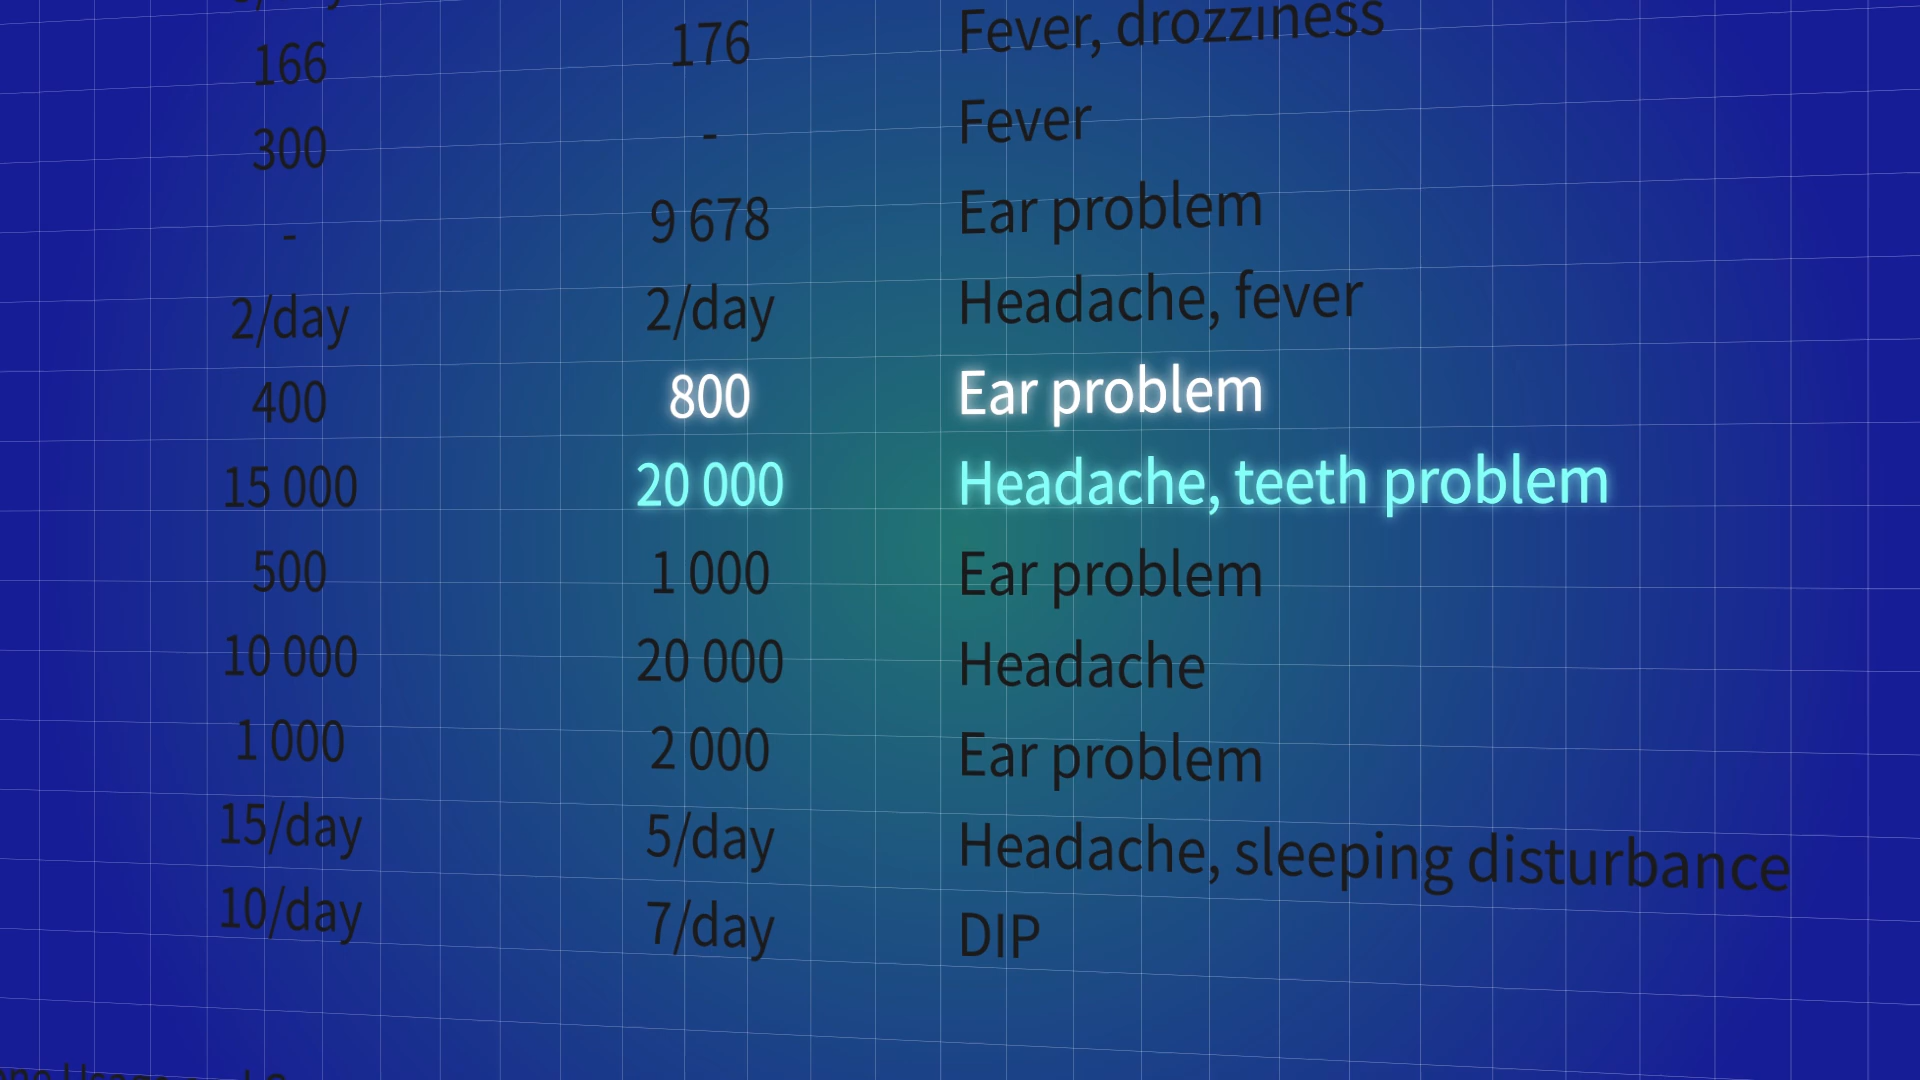 166 176 Fever, drozziness
300 - Fever
- 9 678 Ear problem
2/day 2/day Headache, fever
400 800 Ear problem
15 000 20 000 Headache, teeth problem
500 1 000 Ear problem
10 000 20 000 Headache
1 000 2 000 Ear problem
15/day 5/day Headache, sleeping disturbance
10/day 7/day DIP